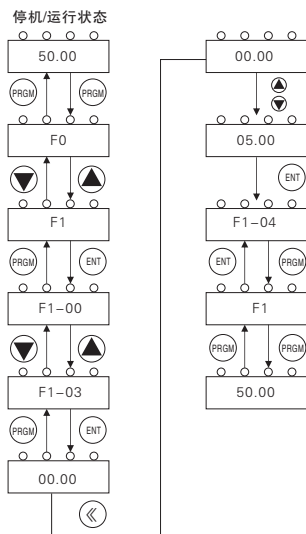 停机/运行状态
50.00
PRGM PRGM
F0
F1
PRGM ENT
F1-00
F1-03
PRGM ENT
00.00
00.00
05.00
ENT
F1-04
ENT PRGM
F1
PRGM PRGM
50.00